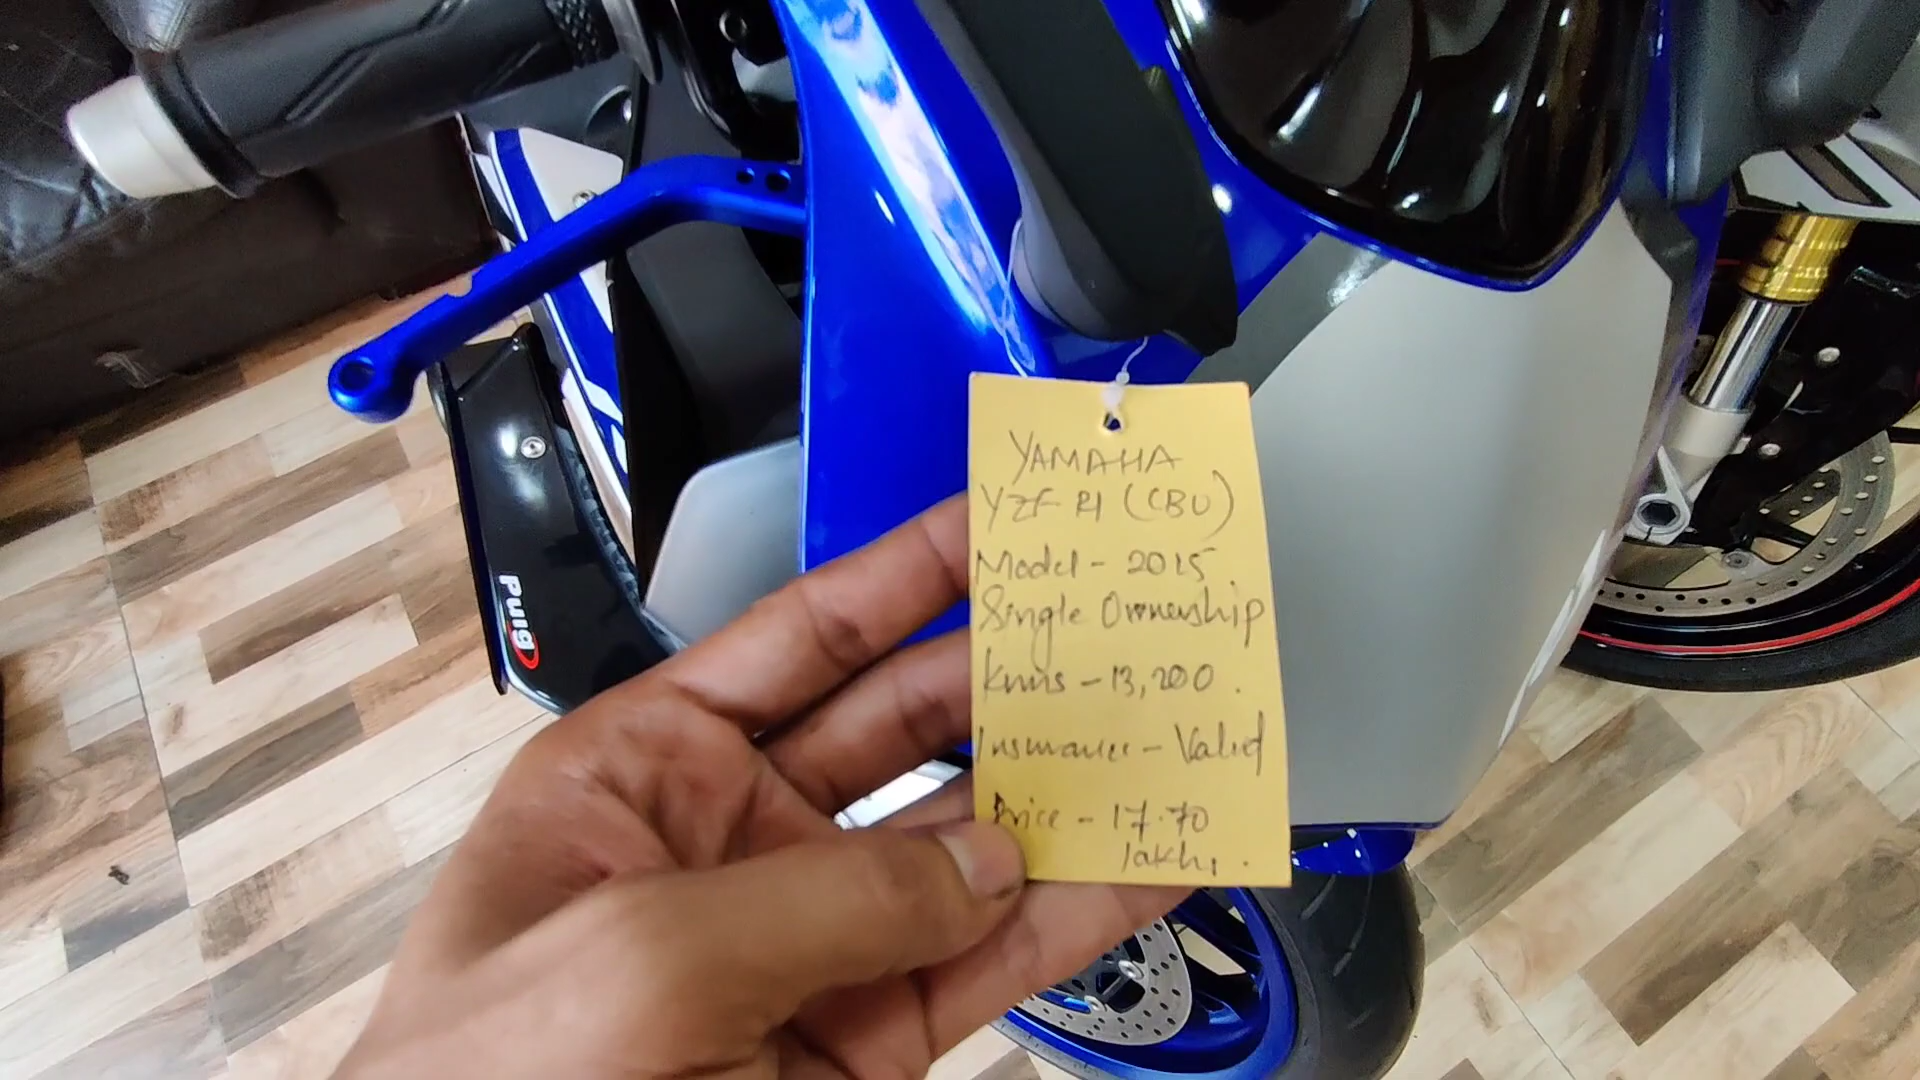 YAMAHA
YZF R1 (CBU)
Model - 2015
Single Ownership
Kms - 13,200.
Insurance - Valid
Price - 17.70
lakhs.
Puig